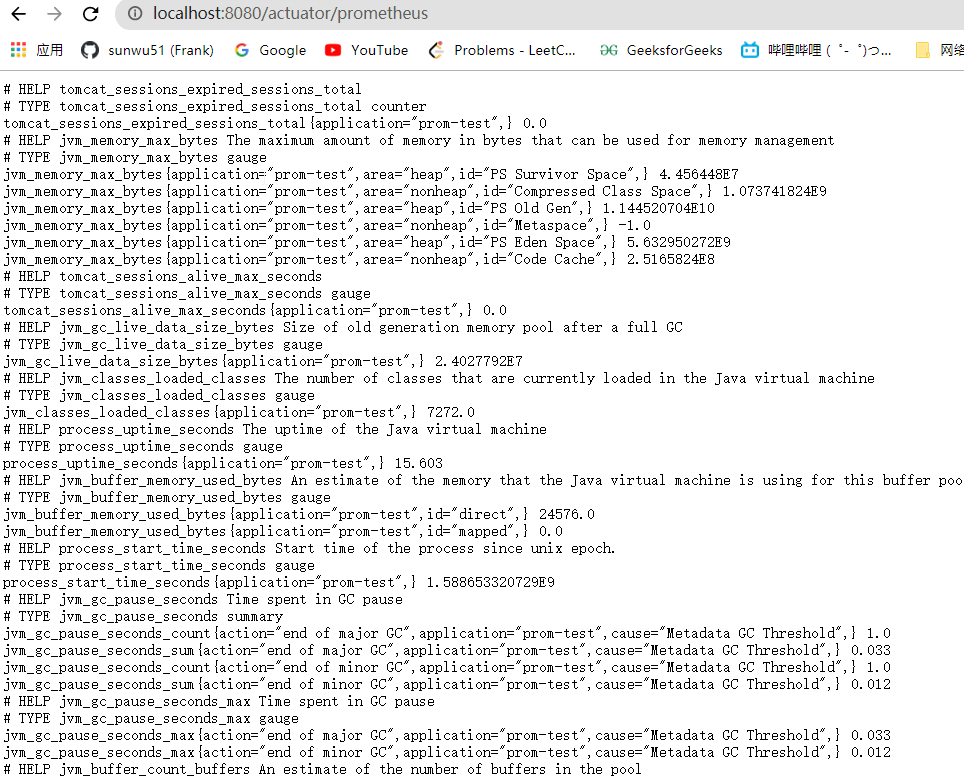 localhost:8080/actuator/prometheus
应用 sunwu51 (Frank) Google YouTube Problems - LeetC... GeeksforGeeks 哔哩哔哩 ( ゜- ゜)つ... 网络
# HELP tomcat_sessions_expired_sessions_total
# TYPE tomcat_sessions_expired_sessions_total counter
tomcat_sessions_expired_sessions_total{application="prom-test",} 0.0
# HELP jvm_memory_max_bytes The maximum amount of memory in bytes that can be used for memory management
# TYPE jvm_memory_max_bytes gauge
jvm_memory_max_bytes{application="prom-test",area="heap",id="PS Survivor Space",} 4.456448E7
jvm_memory_max_bytes{application="prom-test",area="nonheap",id="Compressed Class Space",} 1.073741824E9
jvm_memory_max_bytes{application="prom-test",area="heap",id="PS Old Gen",} 1.144520704E10
jvm_memory_max_bytes{application="prom-test",area="nonheap",id="Metaspace",} -1.0
jvm_memory_max_bytes{application="prom-test",area="heap",id="PS Eden Space",} 5.632950272E9
jvm_memory_max_bytes{application="prom-test",area="nonheap",id="Code Cache",} 2.5165824E8
# HELP tomcat_sessions_alive_max_seconds
# TYPE tomcat_sessions_alive_max_seconds gauge
tomcat_sessions_alive_max_seconds{application="prom-test",} 0.0
# HELP jvm_gc_live_data_size_bytes Size of old generation memory pool after a full GC
# TYPE jvm_gc_live_data_size_bytes gauge
jvm_gc_live_data_size_bytes{application="prom-test",} 2.4027792E7
# HELP jvm_classes_loaded_classes The number of classes that are currently loaded in the Java virtual machine
# TYPE jvm_classes_loaded_classes gauge
jvm_classes_loaded_classes{application="prom-test",} 7272.0
# HELP process_uptime_seconds The uptime of the Java virtual machine
# TYPE process_uptime_seconds gauge
process_uptime_seconds{application="prom-test",} 15.603
# HELP jvm_buffer_memory_used_bytes An estimate of the memory that the Java virtual machine is using for this buffer poo
# TYPE jvm_buffer_memory_used_bytes gauge
jvm_buffer_memory_used_bytes{application="prom-test",id="direct",} 24576.0
jvm_buffer_memory_used_bytes{application="prom-test",id="mapped",} 0.0
# HELP process_start_time_seconds Start time of the process since unix epoch.
# TYPE process_start_time_seconds gauge
process_start_time_seconds{application="prom-test",} 1.588653320729E9
# HELP jvm_gc_pause_seconds Time spent in GC pause
# TYPE jvm_gc_pause_seconds summary
jvm_gc_pause_seconds_count{action="end of major GC",application="prom-test",cause="Metadata GC Threshold",} 1.0
jvm_gc_pause_seconds_sum{action="end of major GC",application="prom-test",cause="Metadata GC Threshold",} 0.033
jvm_gc_pause_seconds_count{action="end of minor GC",application="prom-test",cause="Metadata GC Threshold",} 1.0
jvm_gc_pause_seconds_sum{action="end of minor GC",application="prom-test",cause="Metadata GC Threshold",} 0.012
# HELP jvm_gc_pause_seconds_max Time spent in GC pause
# TYPE jvm_gc_pause_seconds_max gauge
jvm_gc_pause_seconds_max{action="end of major GC",application="prom-test",cause="Metadata GC Threshold",} 0.033
jvm_gc_pause_seconds_max{action="end of minor GC",application="prom-test",cause="Metadata GC Threshold",} 0.012
# HELP jvm_buffer_count_buffers An estimate of the number of buffers in the pool